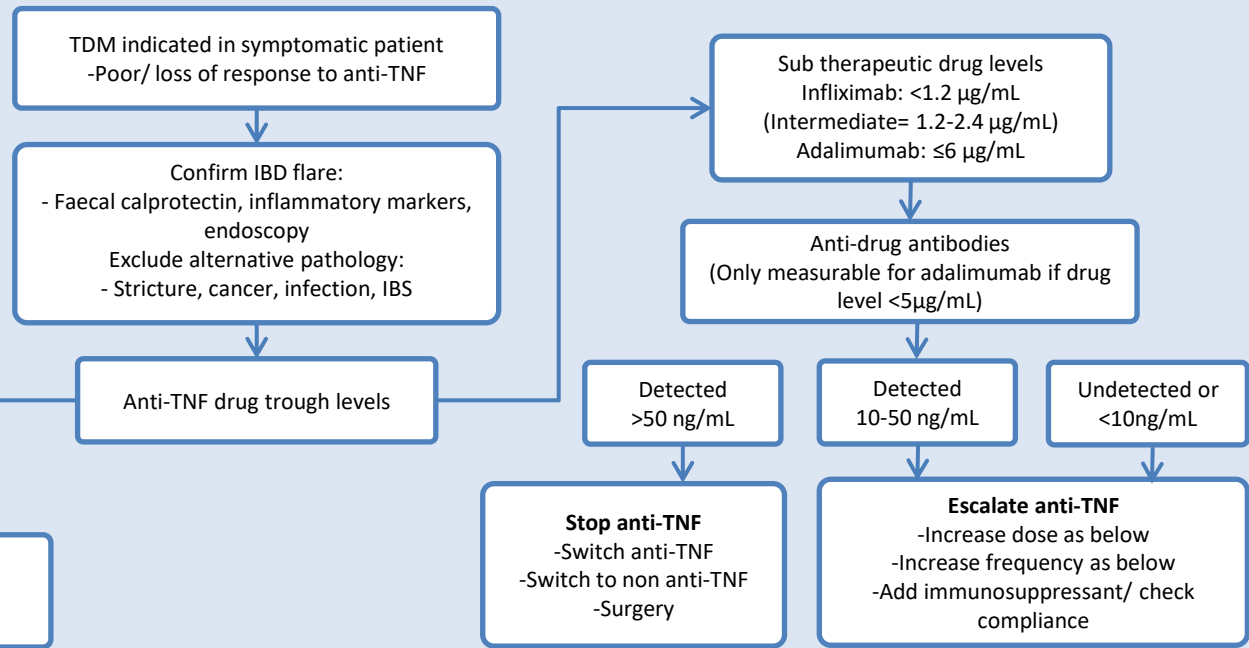 TDM indicated in symptomatic patient
-Poor/ loss of response to anti-TNF
Confirm IBD flare:
- Faecal calprotectin, inflammatory markers,
endoscopy
Exclude alternative pathology:
- Stricture, cancer, infection, IBS
Anti-TNF drug trough levels
Sub therapeutic drug levels
Infliximab: <1.2 µg/mL
(Intermediate= 1.2-2.4 µg/mL)
Adalimumab: ≤6 µg/mL
Anti-drug antibodies
(Only measurable for adalimumab if drug
level <5µg/mL)
Detected
>50 ng/mL
Detected
10-50 ng/mL
Undetected or
<10ng/mL
Stop anti-TNF
-Switch anti-TNF
-Switch to non anti-TNF
-Surgery
Escalate anti-TNF
-Increase dose as below
-Increase frequency as below
-Add immunosuppressant/ check
compliance